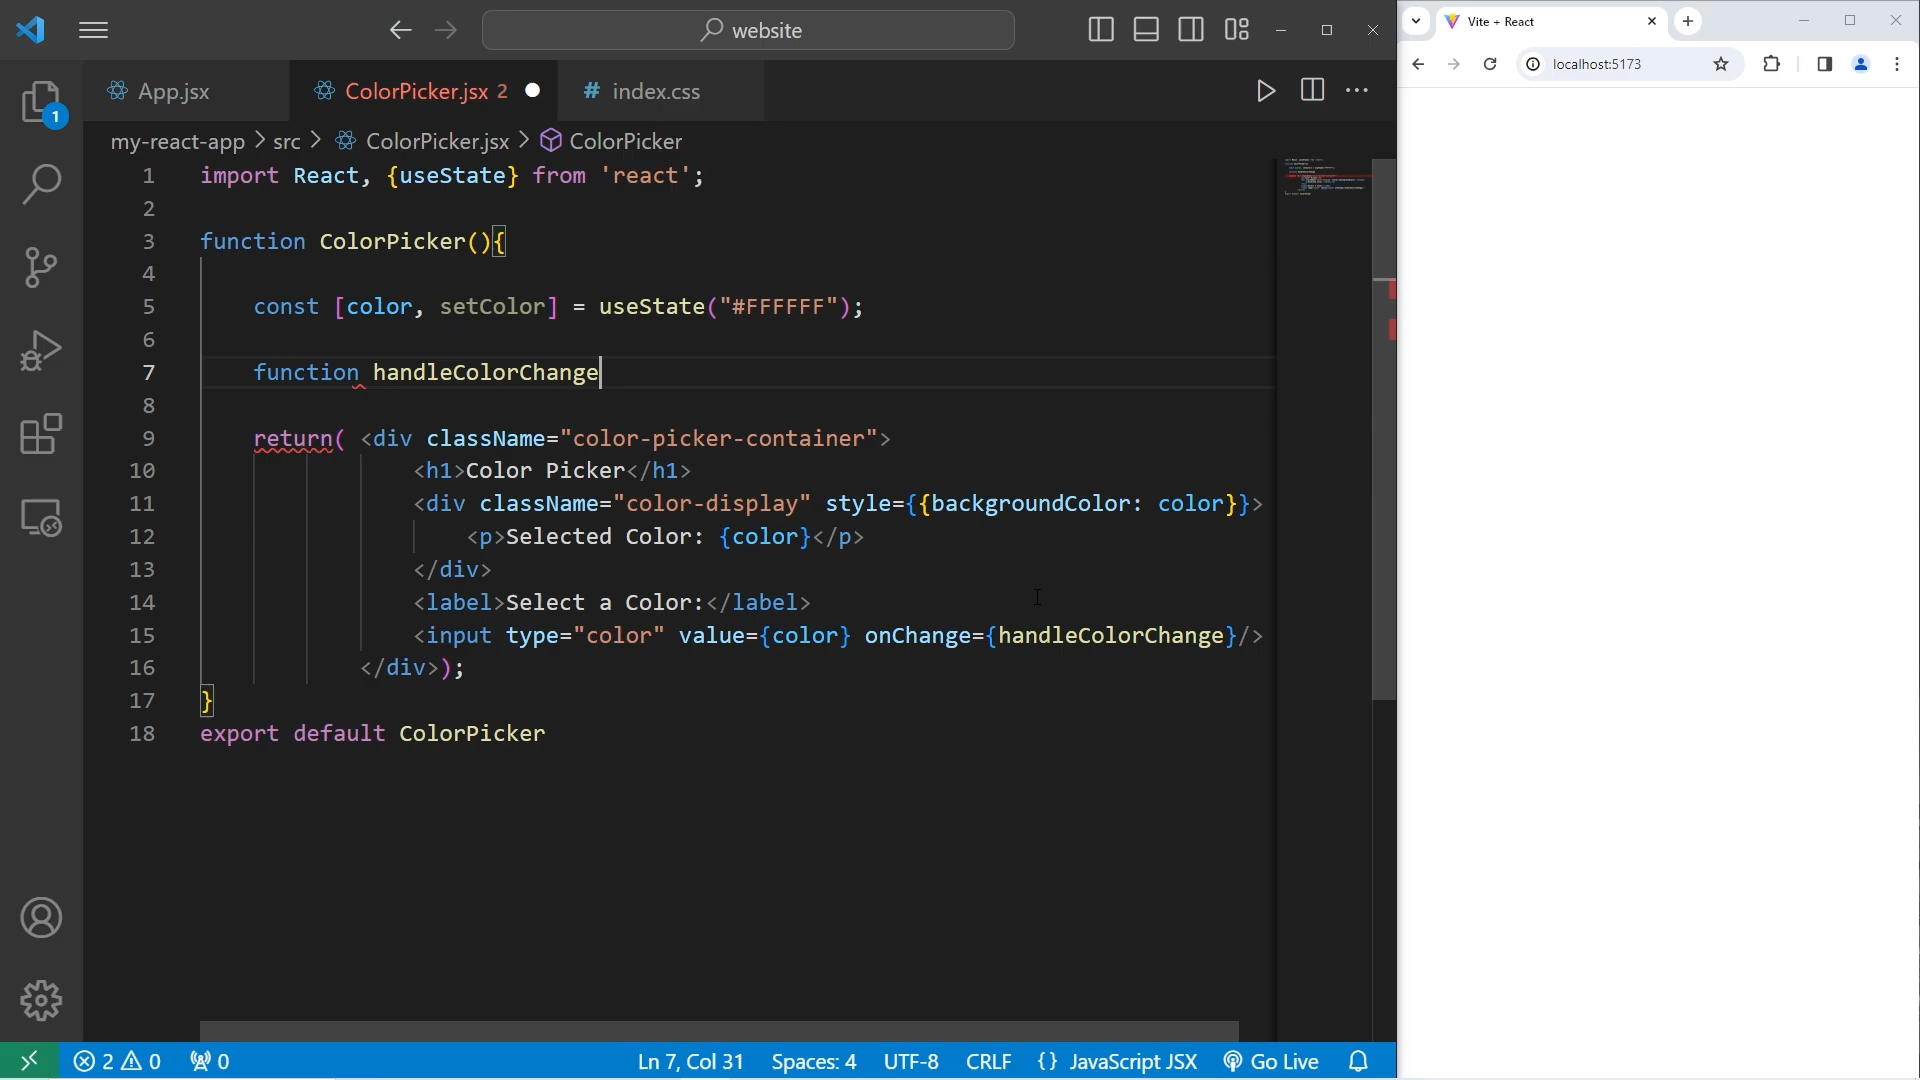 website
Vite + React
localhost:5173
App.jsx
ColorPicker.jsx 2
# index.css
1
my-react-app > src > ColorPicker.jsx > ColorPicker
1 import React, {useState} from 'react';
2
3 function ColorPicker(){
4
5 const [color, setColor] = useState("#FFFFFF");
6
7 function handleColorChange
8
9 return( <div className="color-picker-container">
10 <h1>Color Picker</h1>
11 <div className="color-display" style={{backgroundColor: color}}>
12 <p>Selected Color: {color}</p>
13 </div>
14 <label>Select a Color:</label>
15 <input type="color" value={color} onChange={handleColorChange}/>
16 </div>);
17 }
18 export default ColorPicker
2 0 0 Ln 7, Col 31 Spaces: 4 UTF-8 CRLF {} JavaScript JSX Go Live